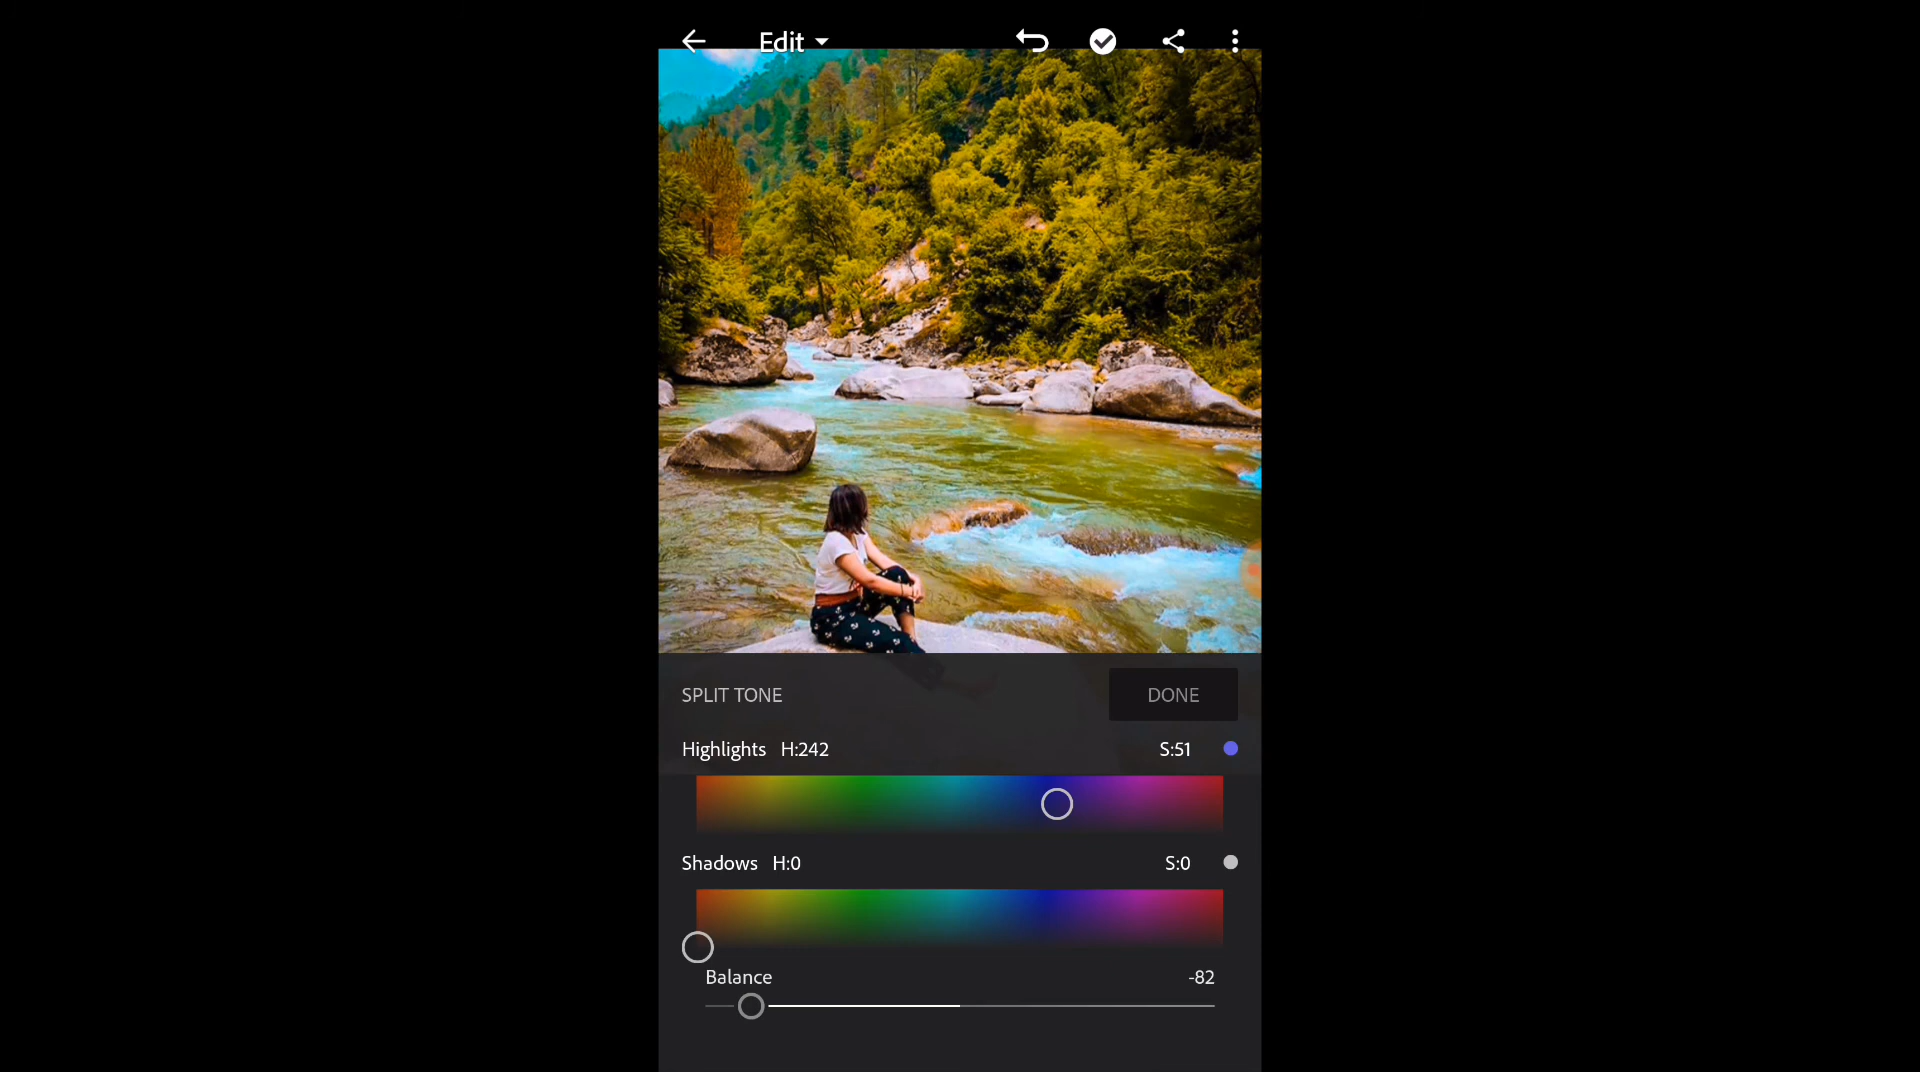 Edit
SPLIT TONE DONE
Highlights H:242 S:51
Shadows H:0 S:0
Balance -82